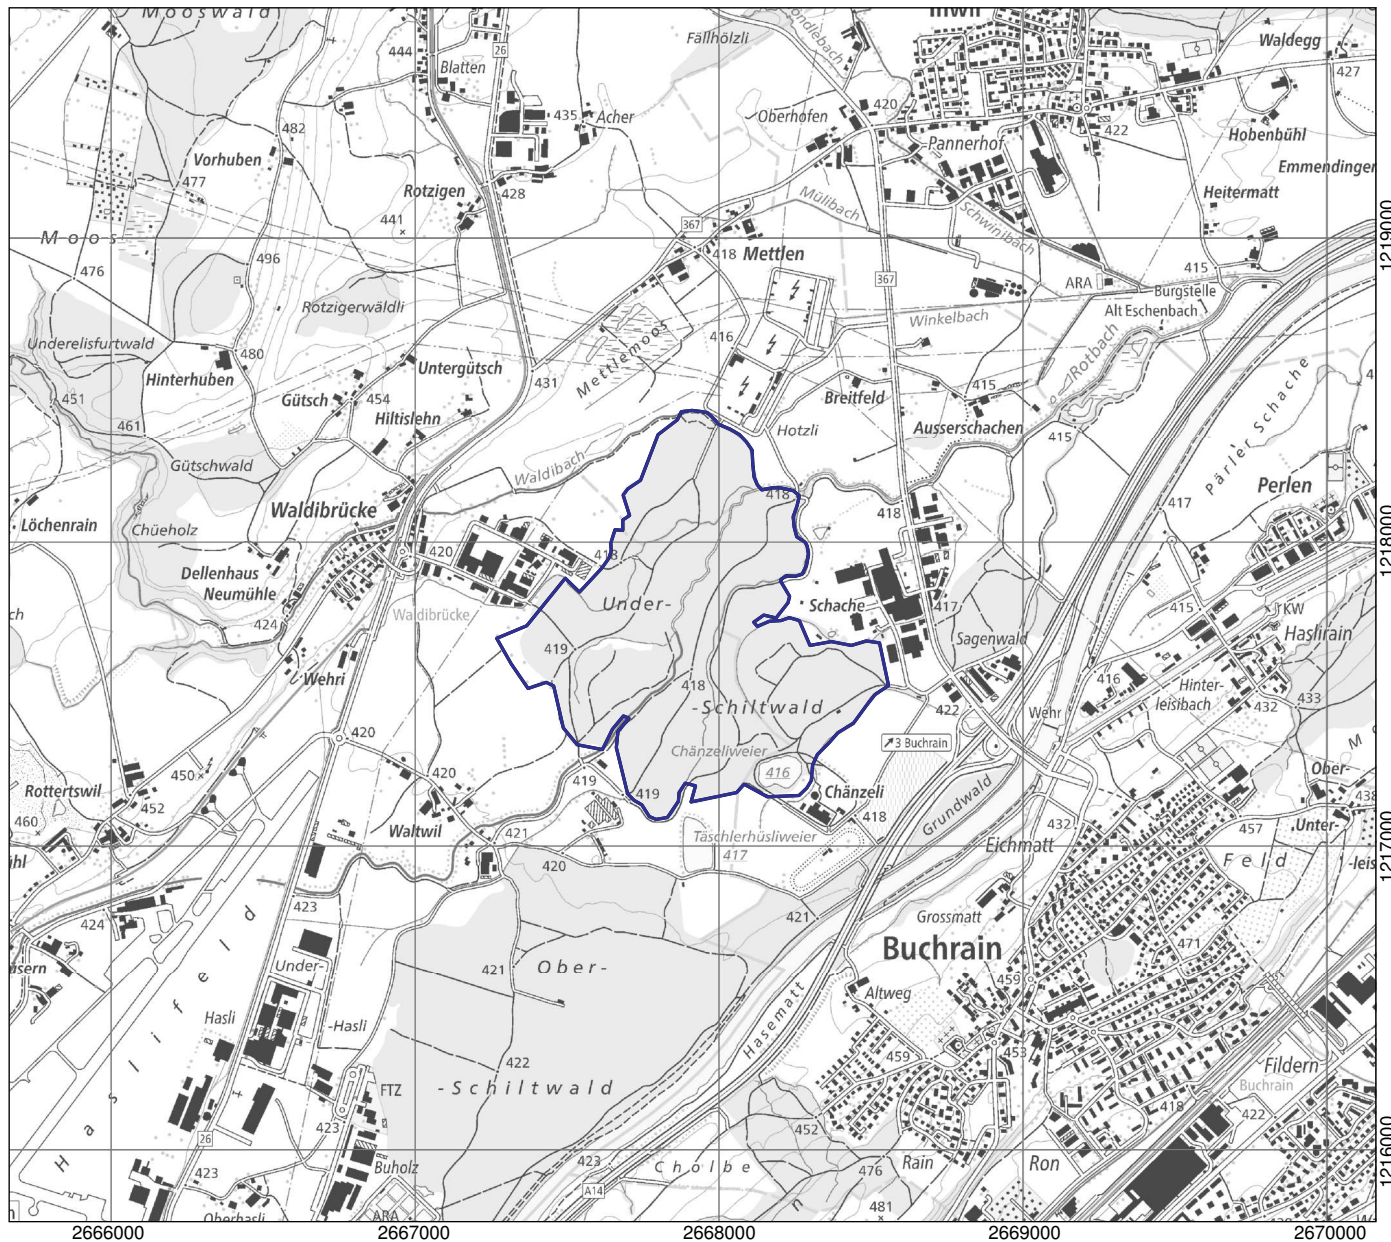 Mooswald
Fällhölzli
ondlebach
Inwil
Waldegg
427
444
26
Blatten
435
Acher
Oberhofen
420
422
Hobenbühl
482
Vorhuben
477
Pannerhof
Emmendingen
Rotzigen
428
441
Mülibach
Schwinibach
Heitermatt
367
1219000
Moos
418
Mettlen
496
476
367
ARA
415
Burgstelle
Alt Eschenbach
Rotzigerwäldli
Winkelbach
416
Rotbach
Underelisfurtwald
480
Hinterhuben
Untergütsch
431
Mettlemoos
Pärler Schache
451
Gütsch
454
Breitfeld
415
461
Hiltislehn
Hotzli
Ausserschachen
415
Gütschwald
Waldibach
Perlen
Löchenrain
Chüeholz
Waldibrücke
418
418
417
1218000
420
418
Dellenhaus
Neumühle
Under-
Schache
417
415
KW
ch
424
Waldibrücke
Sagenwald
Haslirain
419
Wehri
418
-Schiltwald
422
416
Hinter-
leisibach
433
432
Wehr
420
Chänzeliweier
3 Buchrain
450
416
420
419
Chänzeli
Ober-
Rottertswil
452
419
418
Grundwald
438
460
Waltwil
Täschlerhüsliweier
432
457
Unter-
1217000
ühl
421
420
417
Eichmatt
Feld
-leis
424
423
421
Grossmatt
Buchrain
471
Under-
421
Ober-
usern
Altweg
459
Haslifeld
Hasli
-Hasli
Hasematt
422
459
453
Fildern
Buchrain
-Schiltwald
FTZ
418
422
26
423
452
1216000
423
Buholz
423
Cholbe
476
Rain
Ron
A14
481
Oberhasli
ARA
2666000
2667000
2668000
2669000
2670000